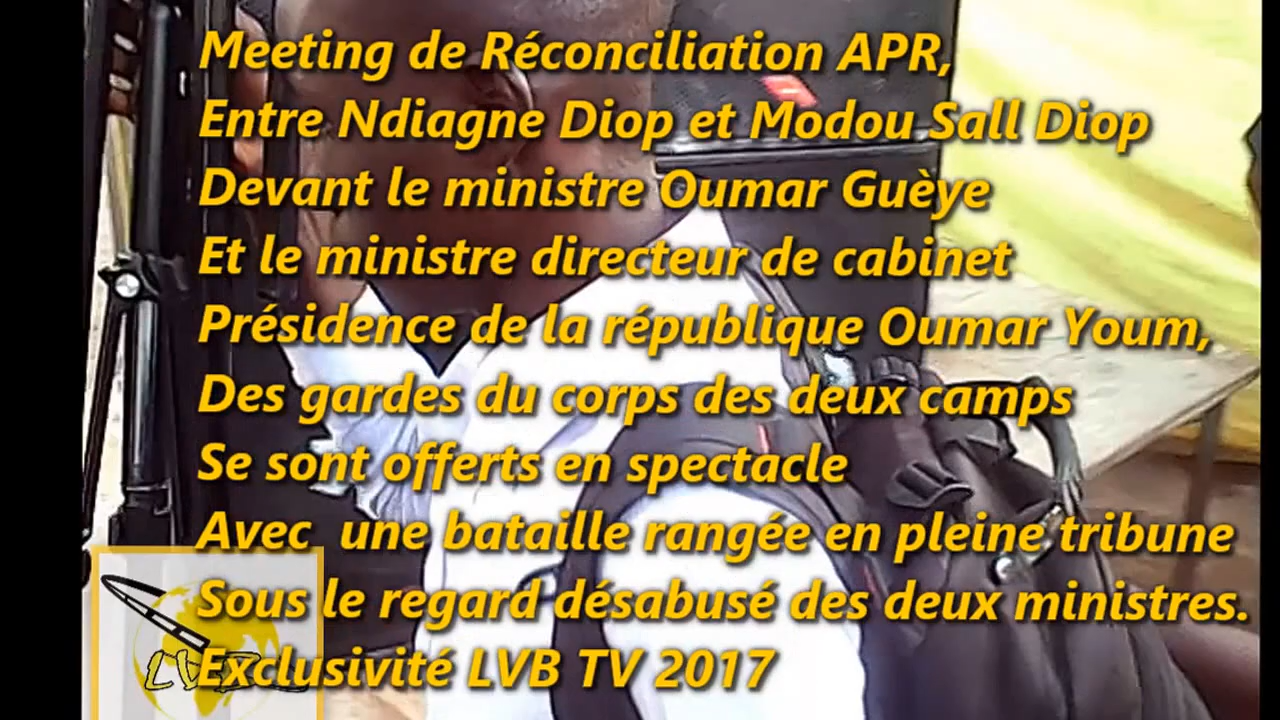 Meeting de Réconciliation APR,
Entre Ndiagne Diop et Modou Sall Diop
Devant le ministre Oumar Guèye
Et le ministre directeur de cabinet
Présidence de la république Oumar Youm,
Des gardes du corps des deux camps
Se sont offerts en spectacle
Avec  une bataille rangée en pleine tribune
Sous le regard désabusé des deux ministres.
Exclusivité LVB TV 2017